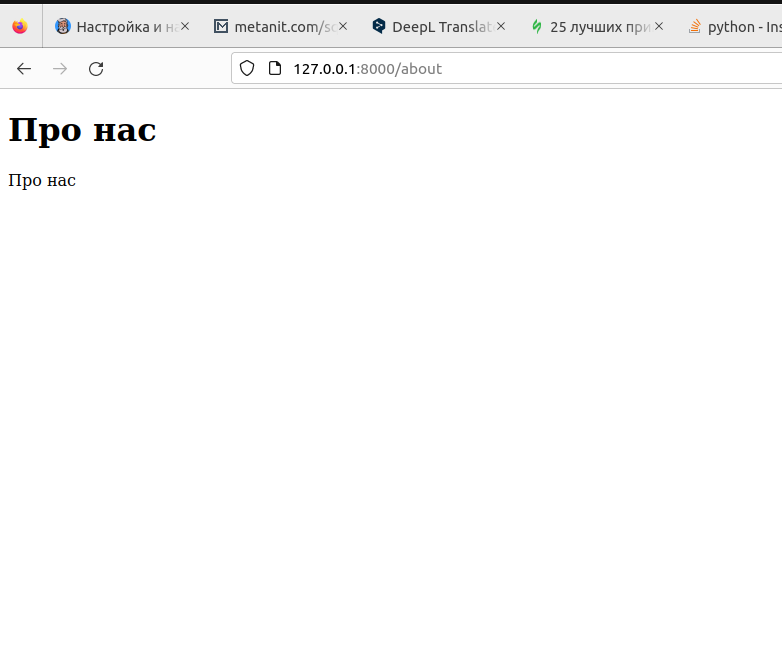 Настройка и на
metanit.com/sc
DeepL Translat
25 лучших при
python - Ins
127.0.0.1:8000/about
Про нас
Про нас